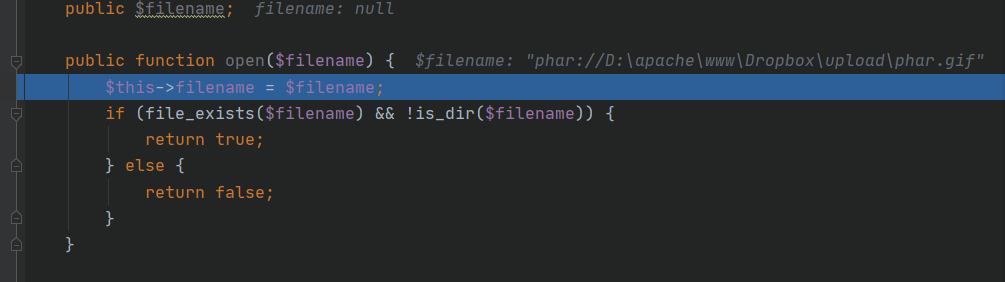 public $filename;  filename: null
public function open($filename) {  $filename: "phar://D:\apache\www\Dropbox\upload\phar.gif"
$this->filename = $filename;
if (file_exists($filename) && !is_dir($filename)) {
return true;
} else {
return false;
}
}